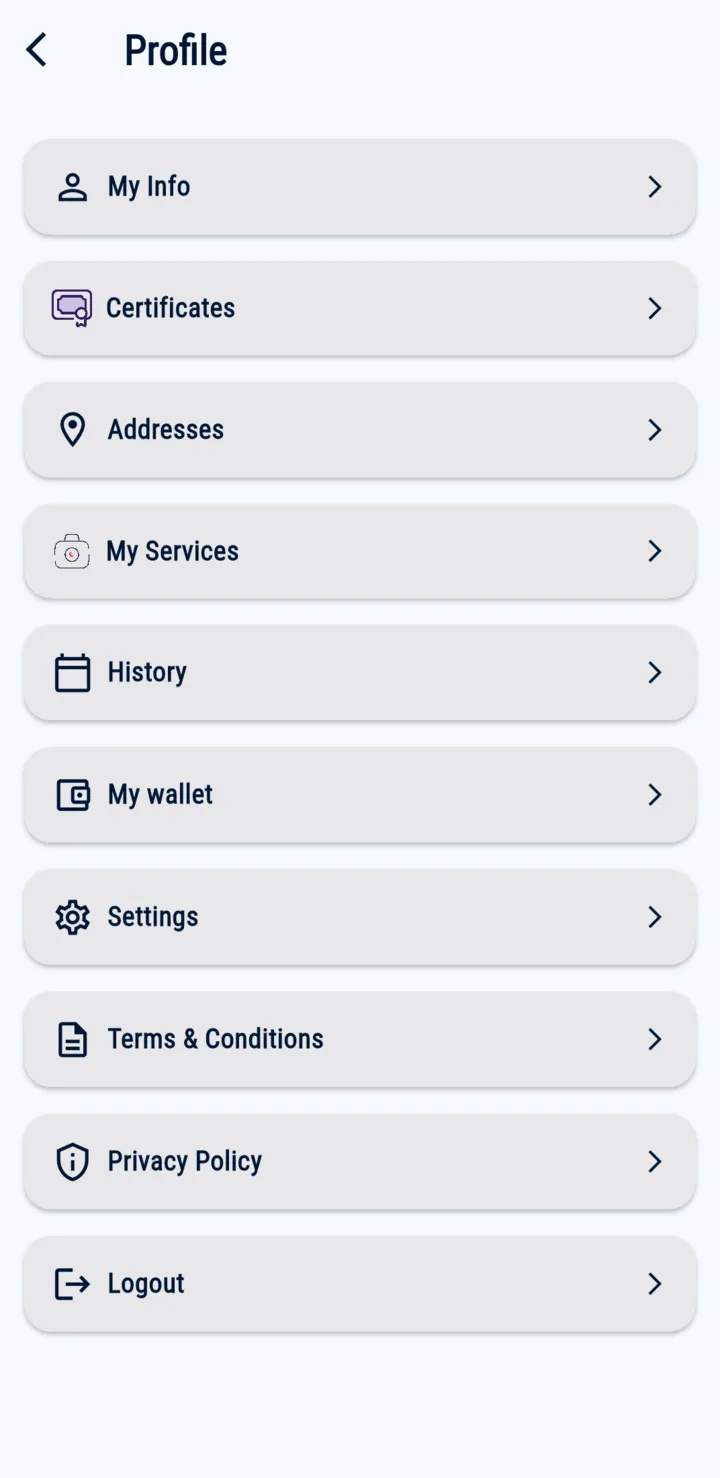 Profile
My Info
Certificates
Addresses
My Services
History
My wallet
Settings
Terms & Conditions
Privacy Policy
Logout